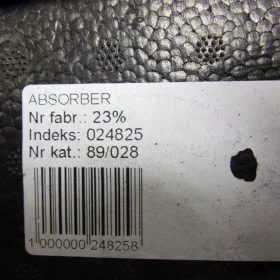 ABSORBER
Nr fabr.: 23%
Indeks: 024825
Nr kat.: 89/028
1 000000 248258